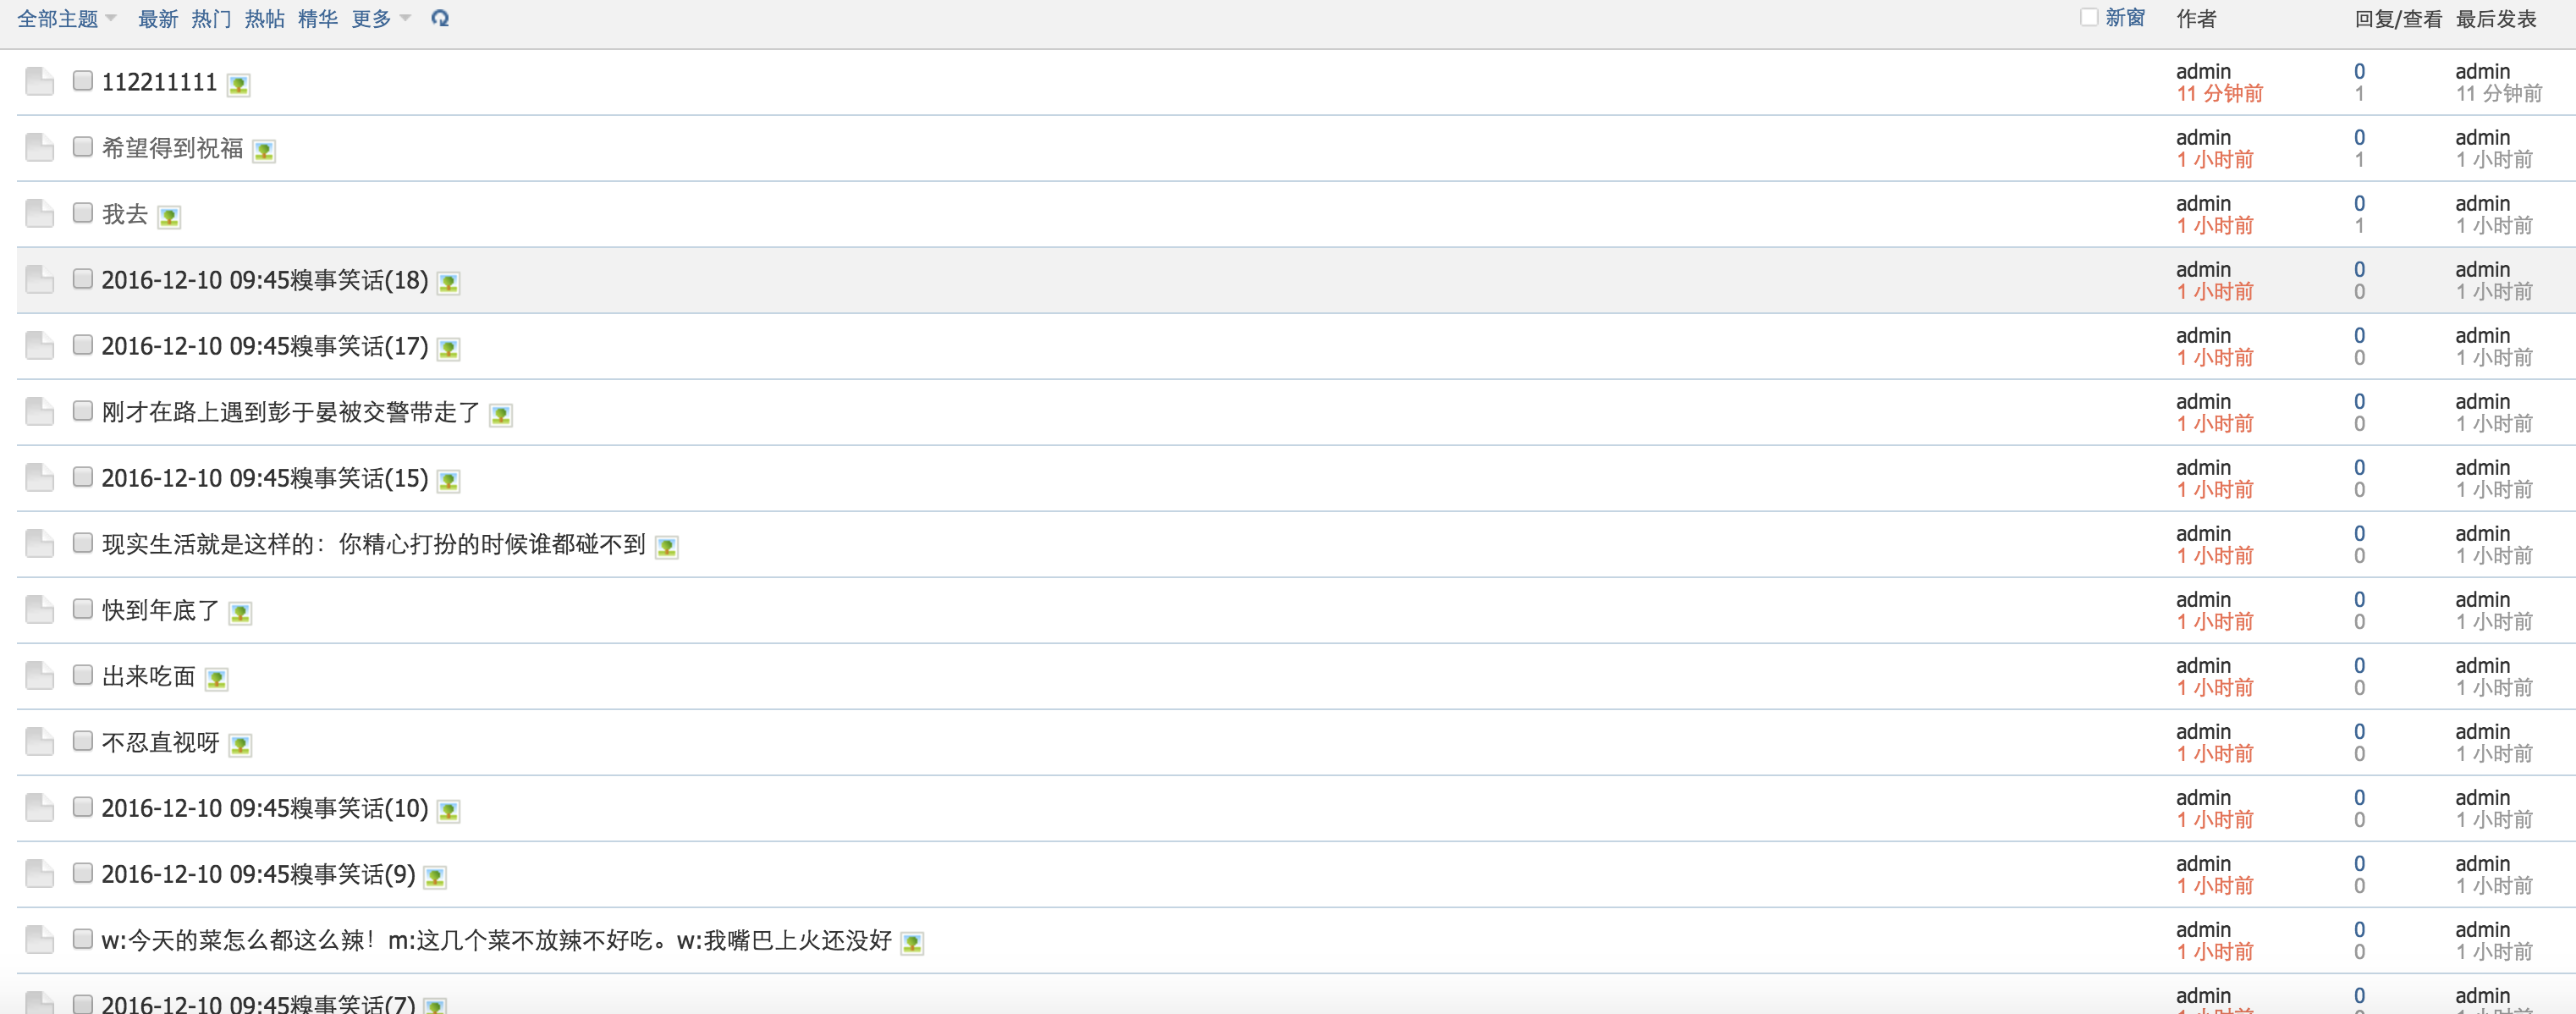 全部主题 最新 热门 热帖 精华 更多 新窗 作者 回复/查看 最后发表
112211111 admin 0 admin
11 分钟前 1 11 分钟前
希望得到祝福 admin 0 admin
1 小时前 1 1 小时前
我去 admin 0 admin
1 小时前 1 1 小时前
2016-12-10 09:45糗事笑话(18) admin 0 admin
1 小时前 0 1 小时前
2016-12-10 09:45糗事笑话(17) admin 0 admin
1 小时前 0 1 小时前
刚才在路上遇到彭于晏被交警带走了 admin 0 admin
1 小时前 0 1 小时前
2016-12-10 09:45糗事笑话(15) admin 0 admin
1 小时前 0 1 小时前
现实生活就是这样的：你精心打扮的时候谁都碰不到 admin 0 admin
1 小时前 0 1 小时前
快到年底了 admin 0 admin
1 小时前 0 1 小时前
出来吃面 admin 0 admin
1 小时前 0 1 小时前
不忍直视呀 admin 0 admin
1 小时前 0 1 小时前
2016-12-10 09:45糗事笑话(10) admin 0 admin
1 小时前 0 1 小时前
2016-12-10 09:45糗事笑话(9) admin 0 admin
1 小时前 0 1 小时前
w:今天的菜怎么都这么辣！m:这几个菜不放辣不好吃。w:我嘴巴上火还没好 admin 0 admin
1 小时前 0 1 小时前
2016-12-10 09:45糗事笑话(7) admin 0 admin